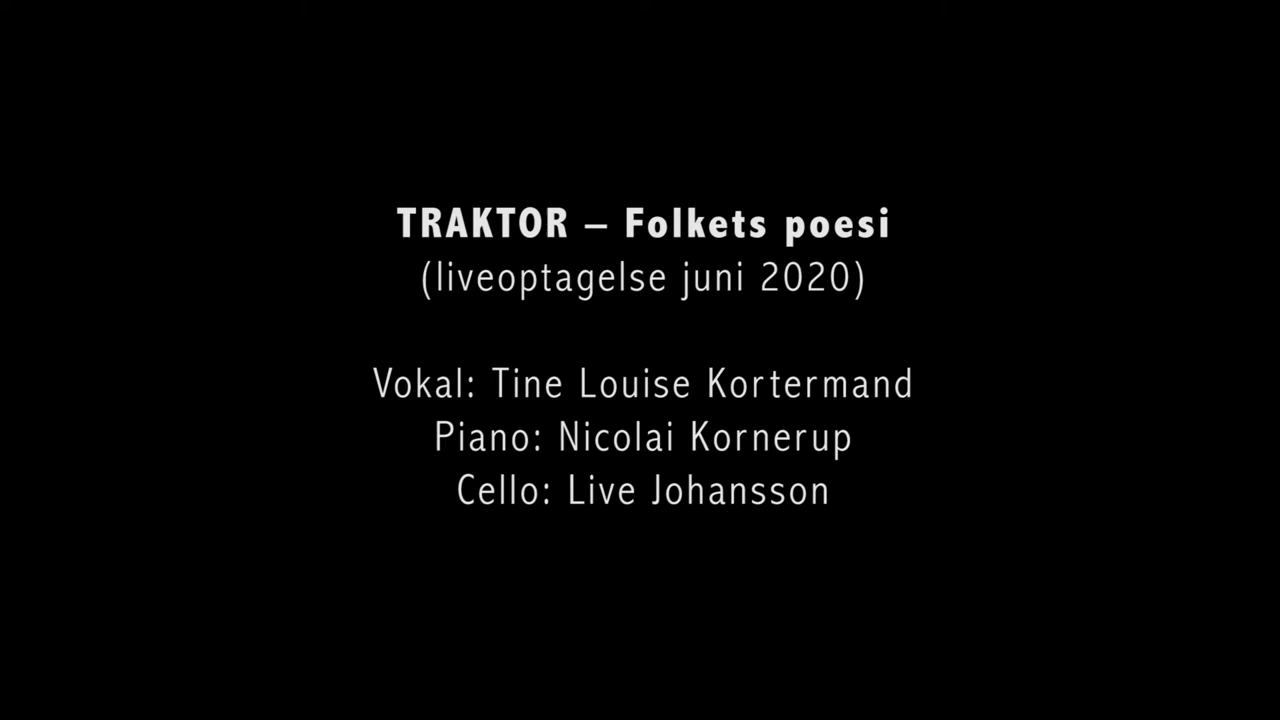 TRAKTOR – Folkets poesi
(liveoptagelse juni 2020)
Vokal: Tine Louise Kortermand
Piano: Nicolai Kornerup
Cello: Live Johansson